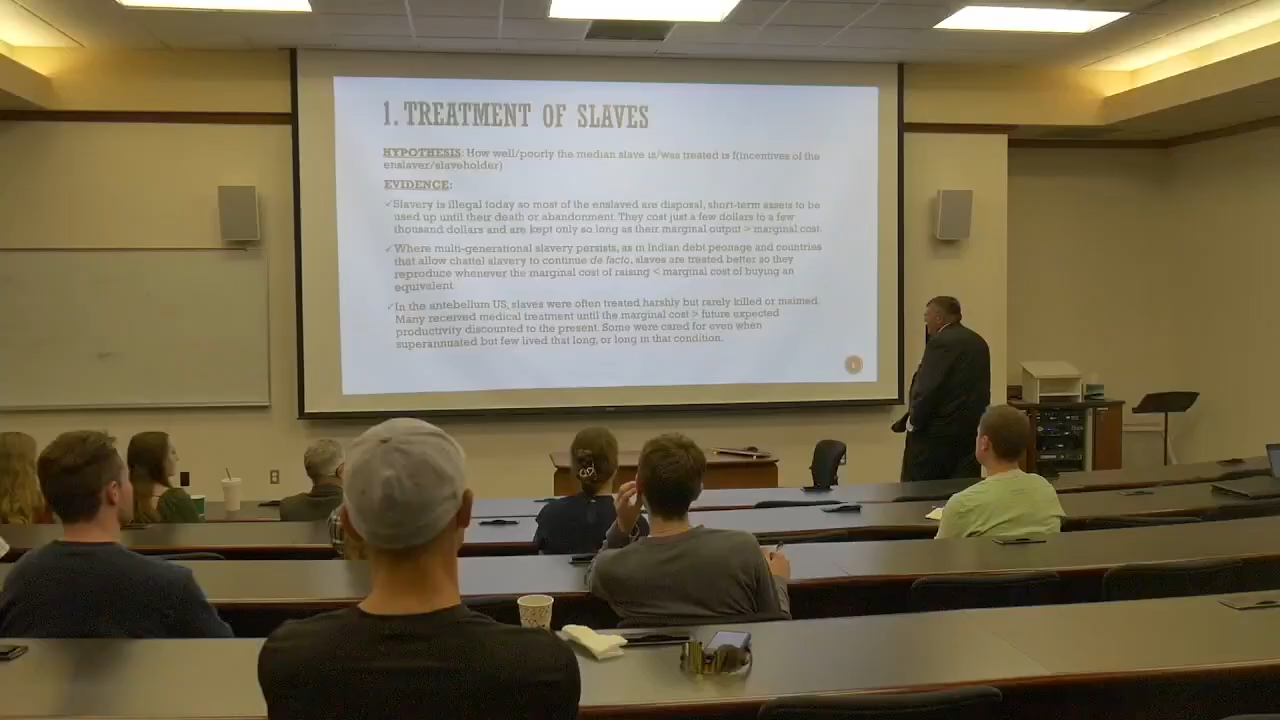 1. TREATMENT OF SLAVES
HYPOTHESIS: How well/poorly the median slave is/was treated is f(incentives of the
enslaver/slaveholder)
EVIDENCE:
✓Slavery is illegal today so most of the enslaved are disposal, short-term assets to be
used up until their death or abandonment. They cost just a few dollars to a few
thousand dollars and are kept only so long as their marginal output > marginal cost.
✓Where multi-generational slavery persists, as in Indian debt peonage and countries
that allow chattel slavery to continue de facto, slaves are treated better so they
reproduce whenever the marginal cost of raising < marginal cost of buying an
equivalent.
✓In the antebellum US, slaves were often treated harshly but rarely killed or maimed.
Many received medical treatment until the marginal cost > future expected
productivity discounted to the present. Some were cared for even when
superannuated but few lived that long, or long in that condition.